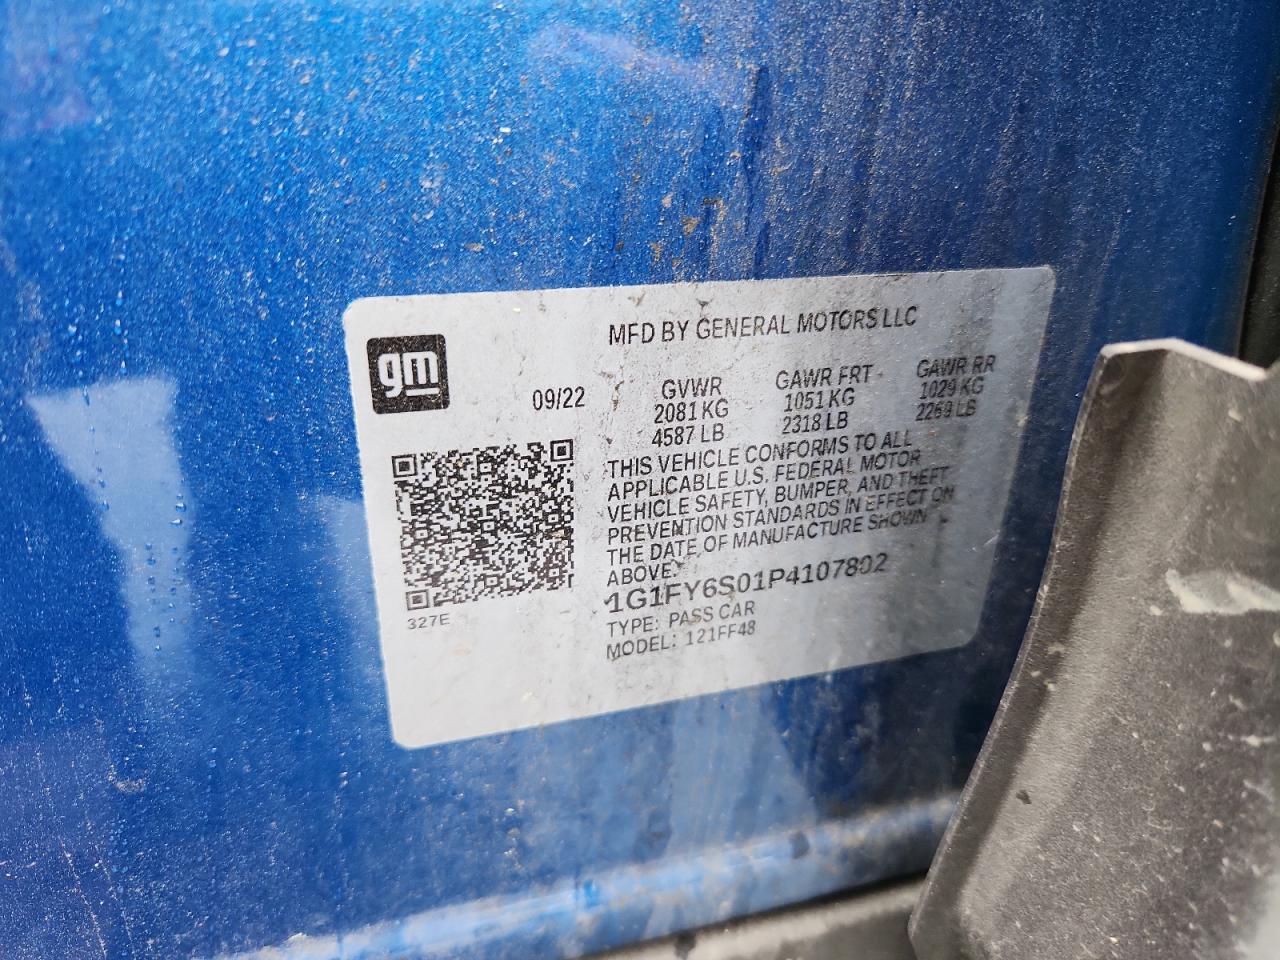 MFD BY GENERAL MOTORS LLC
gm
09/22
GVWR GAWR FRT GAWR RR
2081 KG 1051 KG 1029 KG
4587 LB 2318 LB 2269 LB
THIS VEHICLE CONFORMS TO ALL
APPLICABLE U.S. FEDERAL MOTOR
VEHICLE SAFETY, BUMPER, AND THEFT
PREVENTION STANDARDS IN EFFECT ON
THE DATE OF MANUFACTURE SHOWN
ABOVE.
1G1FY6S01P4107802
TYPE: PASS CAR
MODEL: 121FF48
327E